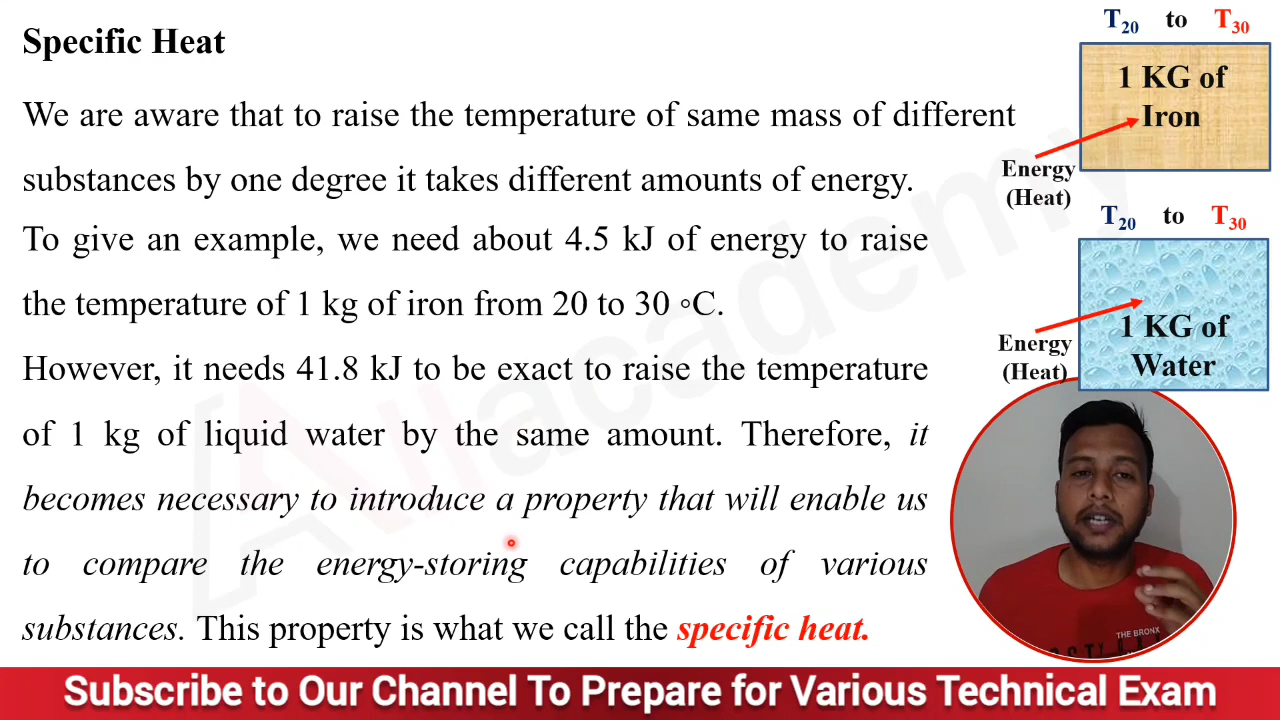 Specific Heat
We are aware that to raise the temperature of same mass of different
substances by one degree it takes different amounts of energy.
To give an example, we need about 4.5 kJ of energy to raise
the temperature of 1 kg of iron from 20 to 30 ◦C.
However, it needs 41.8 kJ to be exact to raise the temperature
of 1 kg of liquid water by the same amount. Therefore, it
becomes necessary to introduce a property that will enable us
to compare the energy-storing capabilities of various
substances. This property is what we call the specific heat.
T20 to T30
1 KG of
Iron
Energy
(Heat)
T20 to T30
1 KG of
Water
Energy
(Heat)
THE BRONX
Subscribe to Our Channel To Prepare for Various Technical Exam